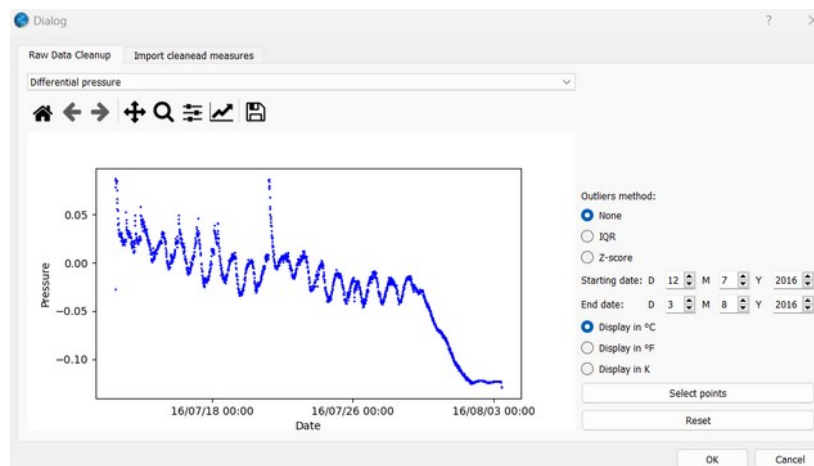 Dialog ?
Raw Data Cleanup Import cleanead measures
Differential pressure
0.05
0.00
−0.05
−0.10
Pressure
16/07/18 00:00 16/07/26 00:00 16/08/03 00:00
Date
Outliers method:
None
IQR
Z-score
Starting date: D 12 M 7 Y 2016
End date: D 3 M 8 Y 2016
Display in °C
Display in °F
Display in K
Select points
Reset
OK Cancel